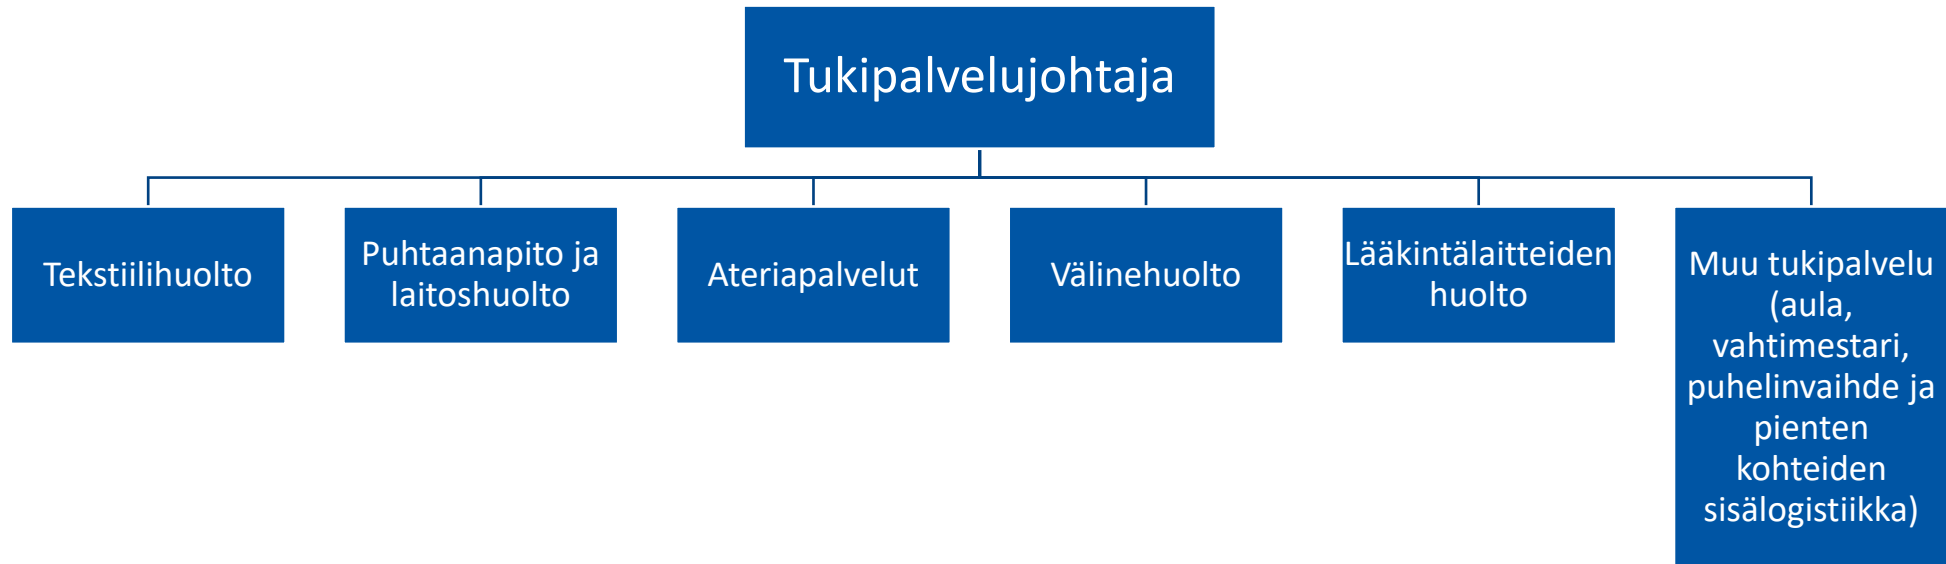 Tukipalvelujohtaja
Tekstiilihuolto
Puhtaanapito ja
laitoshuolto
Ateriapalvelut
Välinehuolto
Lääkintälaitteiden
huolto
Muu tukipalvelu
(aula,
vahtimestari,
puhelinvaihde ja
pienten
kohteiden
sisälogistiikka)